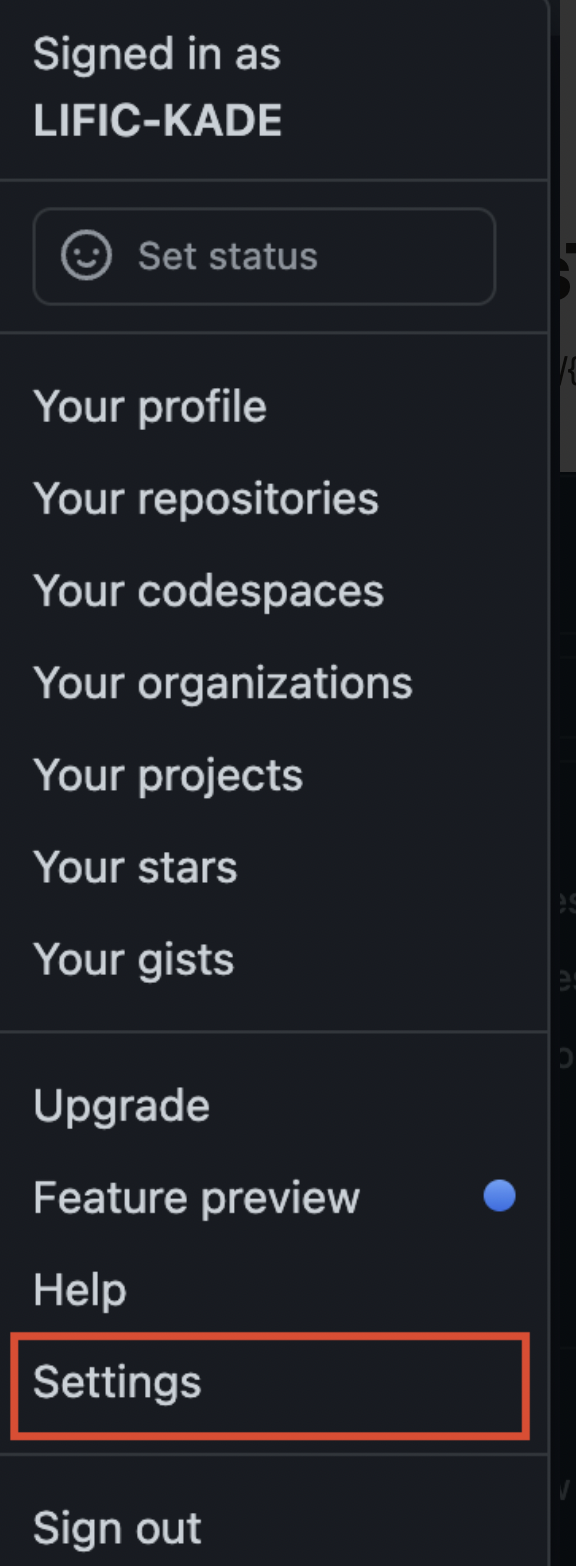 Signed in as
LIFIC-KADE
Set status
Your profile
Your repositories
Your codespaces
Your organizations
Your projects
Your stars
Your gists
Upgrade
Feature preview
Help
Settings
Sign out